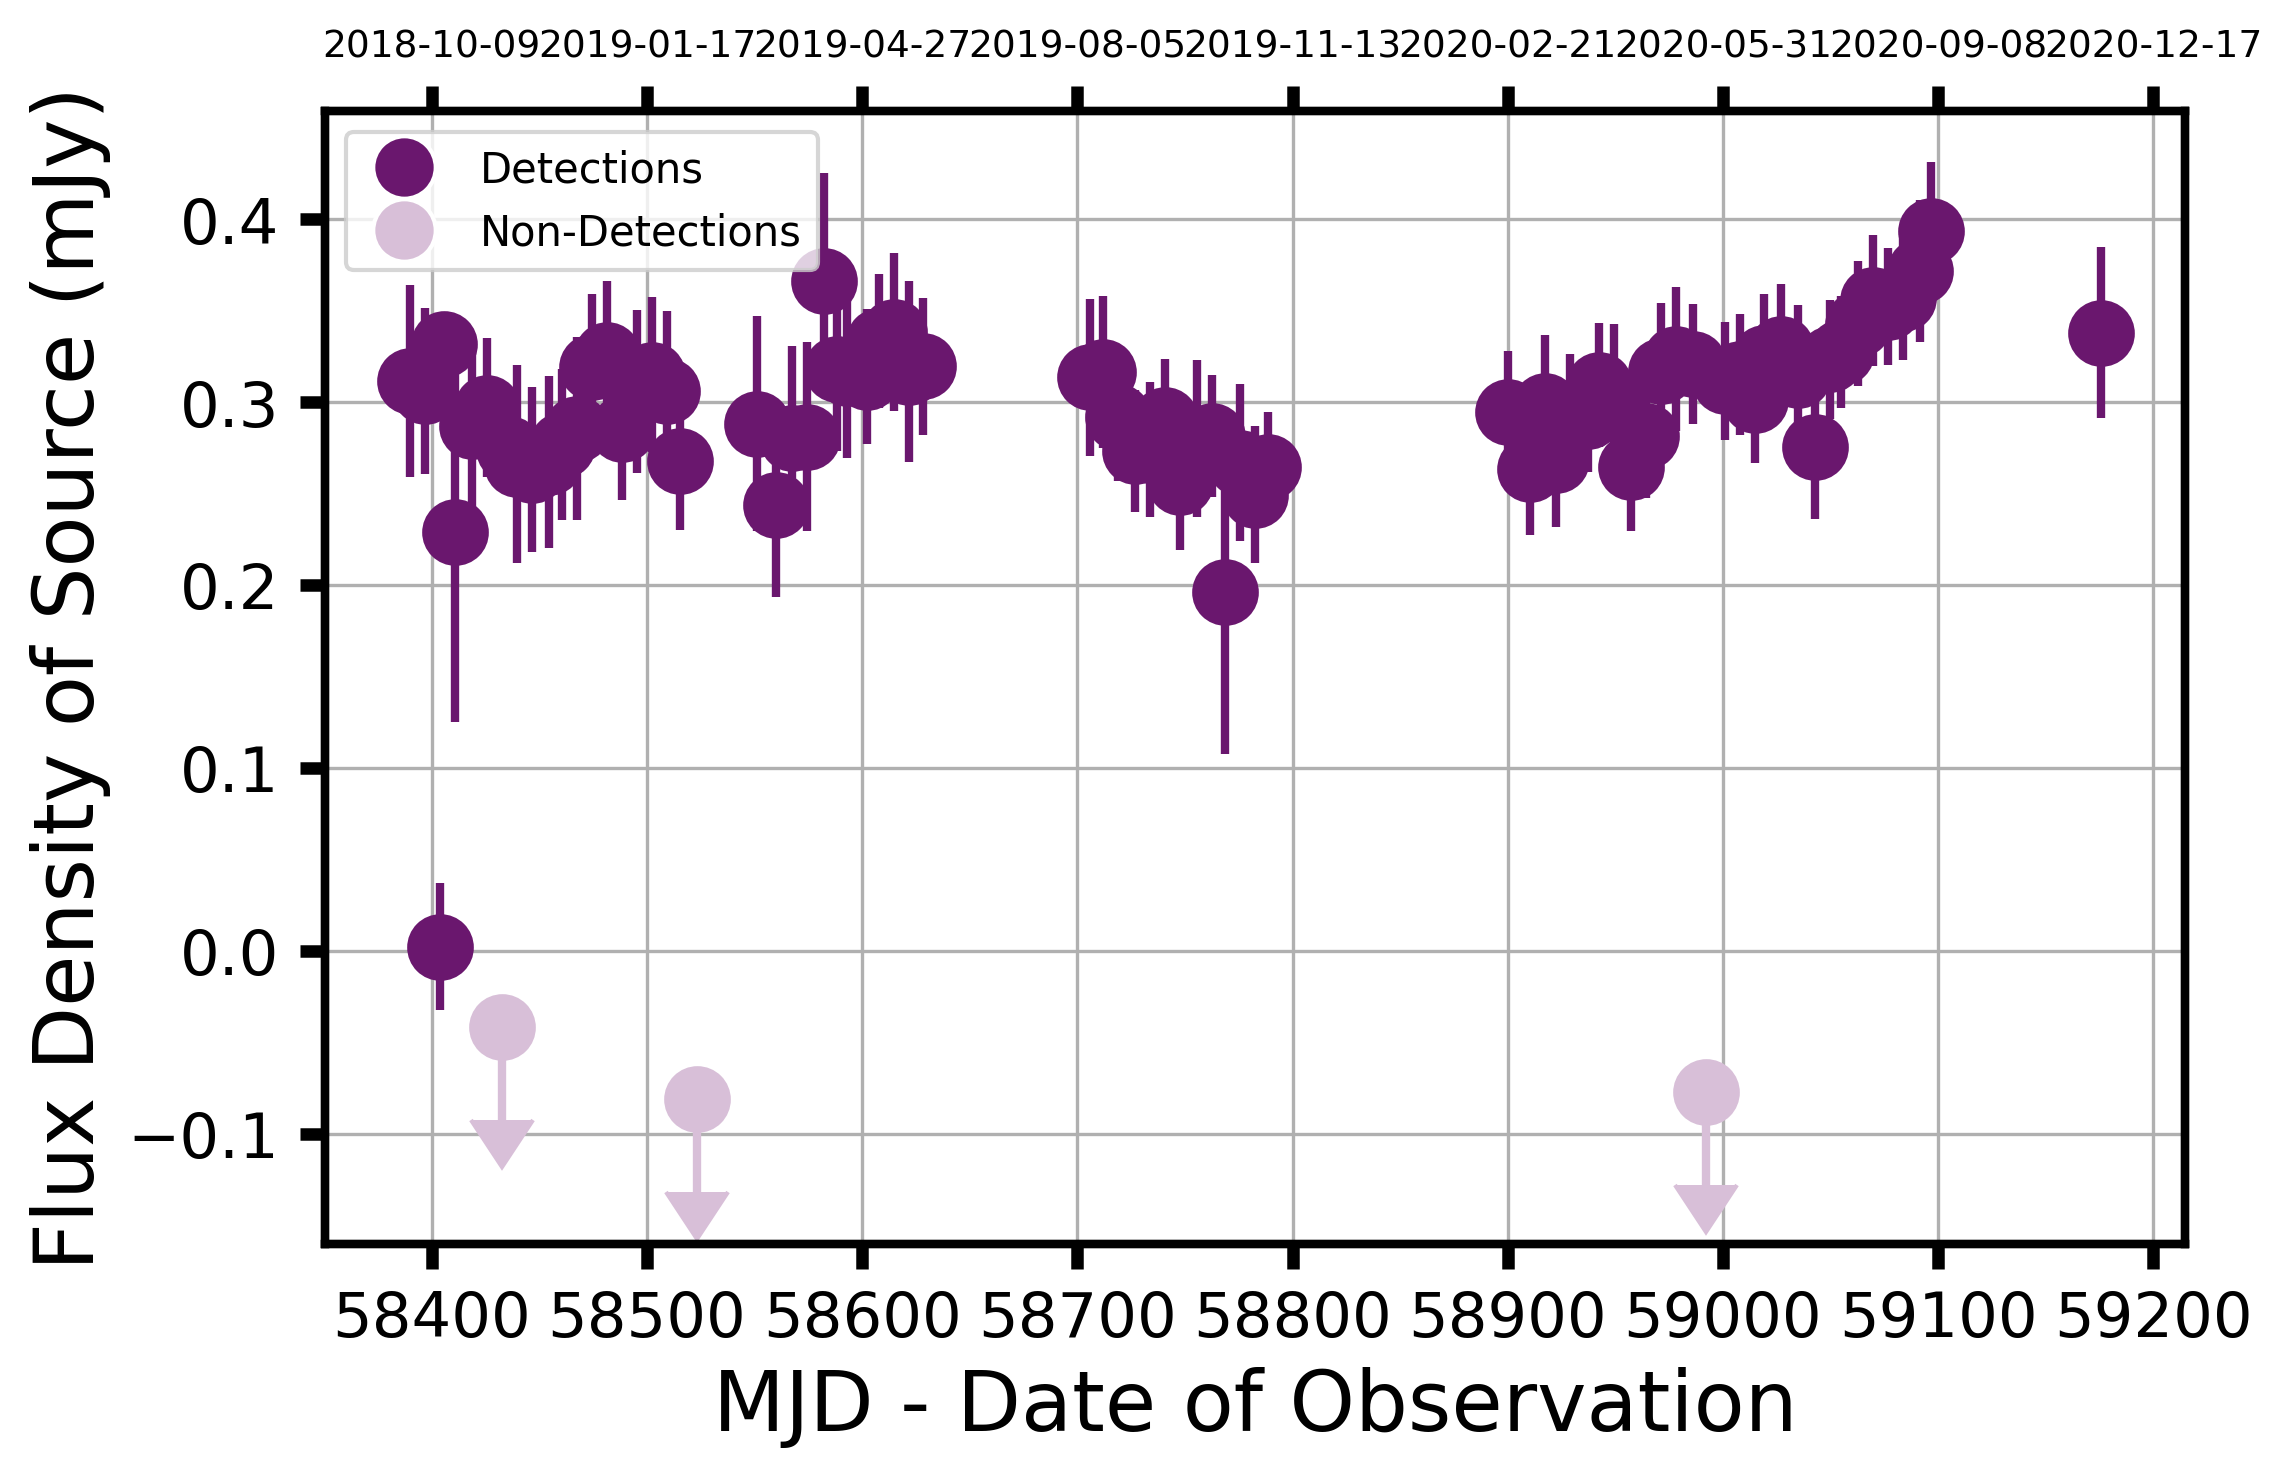 2018-10-09 2019-01-17 2019-04-27 2019-08-05 2019-11-13 2020-02-21 2020-05-31 2020-09-08 2020-12-17
Detections
Non-Detections
Flux Density of Source (mJy)
0.4
0.3
0.2
0.1
0.0
−0.1
58400 58500 58600 58700 58800 58900 59000 59100 59200
MJD - Date of Observation